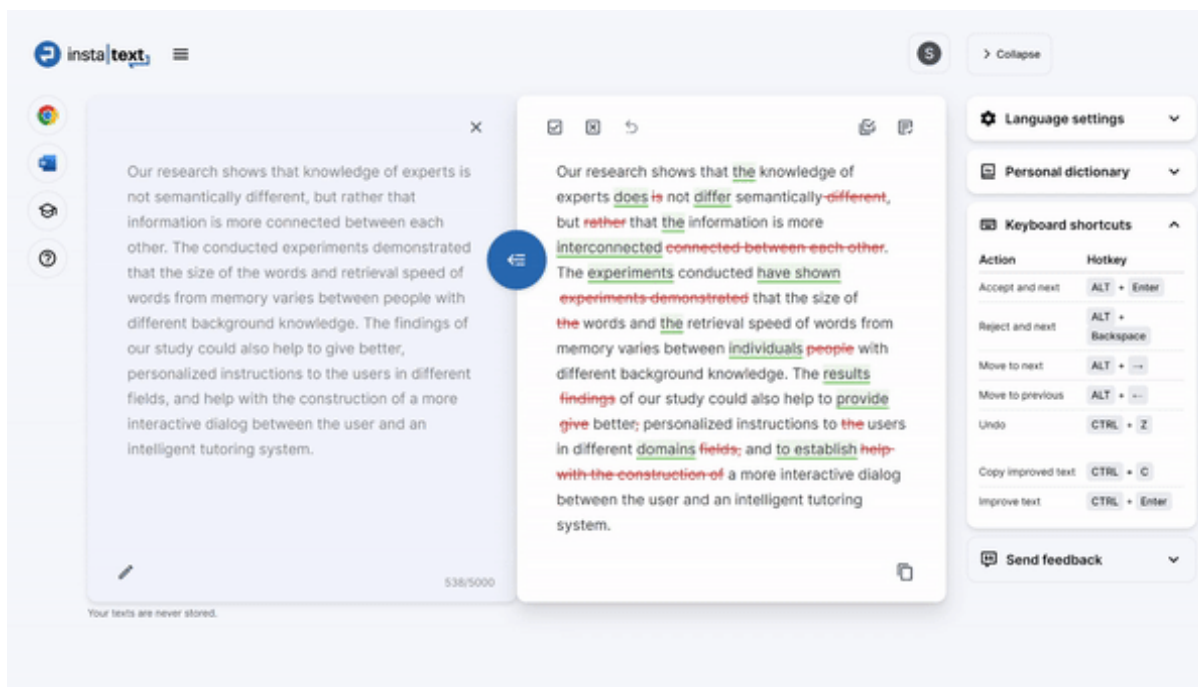 insta|text
S
Collapse
Our research shows that knowledge of experts is
not semantically different, but rather that
information is more connected between each
other. The conducted experiments demonstrated
that the size of the words and retrieval speed of
words from memory varies between people with
different background knowledge. The findings of
our study could also help to give better,
personalized instructions to the users in different
fields, and help with the construction of a more
interactive dialog between the user and an
intelligent tutoring system.
538/5000
Your texts are never stored.
Our research shows that the knowledge of
experts does is not differ semantically different,
but rather that the information is more
interconnected connected between each other.
The experiments conducted have shown
experiments demonstrated that the size of
the words and the retrieval speed of words from
memory varies between individuals people with
different background knowledge. The results
findings of our study could also help to provide
give better, personalized instructions to the users
in different domains fields, and to establish help
with the construction of a more interactive dialog
between the user and an intelligent tutoring
system.
Language settings
Personal dictionary
Keyboard shortcuts
Action Hotkey
Accept and next ALT + Enter
Reject and next ALT +
Backspace
Move to next ALT + →
Move to previous ALT + ←
Undo CTRL + Z
Copy improved text CTRL + C
Improve text CTRL + Enter
Send feedback